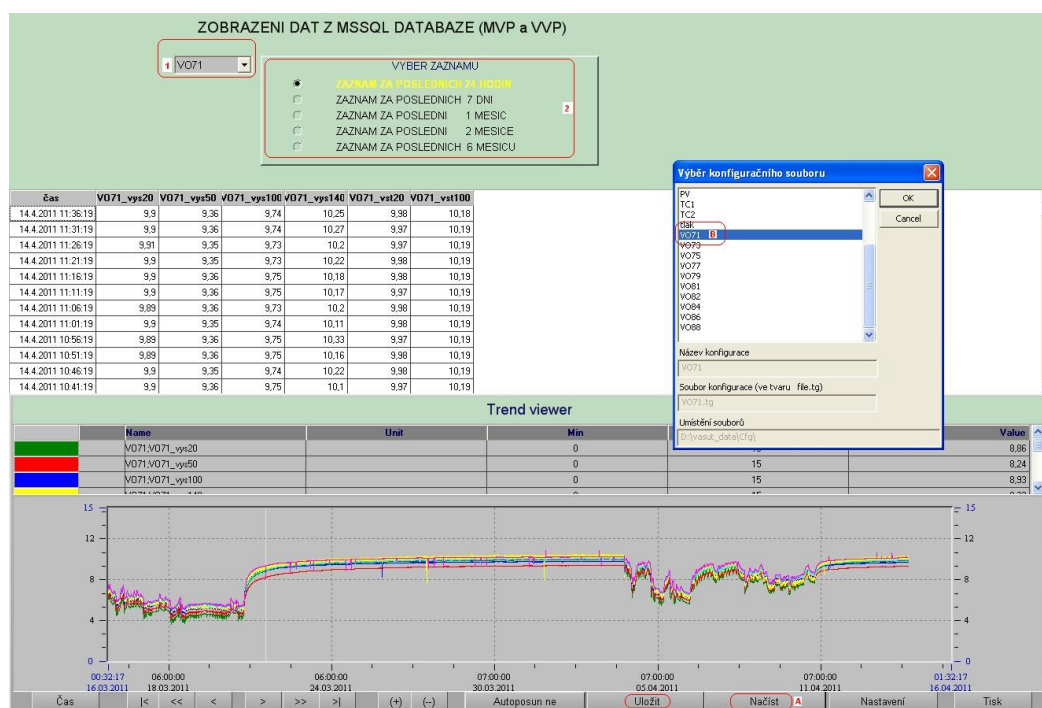 ZOBRAZENI DAT Z MSSQL DATABAZE (MVP a VVP)
1 VO71
VYBER ZAZNAMU
ZAZNAM ZA POSLEDNICH 24 HODIN
ZAZNAM ZA POSLEDNICH 7 DNI
2
ZAZNAM ZA POSLEDNI 1 MESIC
ZAZNAM ZA POSLEDNI 2 MESICE
ZAZNAM ZA POSLEDNICH 6 MESICU
čas VO71_vys20 VO71_vys50 VO71_vys100 VO71_vys140 VO71_vst20 VO71_vst100
14.4.2011 11:36:19 9,9 9,36 9,74 10,25 9,98 10,18
14.4.2011 11:31:19 9,9 9,36 9,74 10,27 9,97 10,19
14.4.2011 11:26:19 9,91 9,35 9,73 10,2 9,97 10,19
14.4.2011 11:21:19 9,9 9,35 9,73 10,22 9,98 10,19
14.4.2011 11:16:19 9,9 9,36 9,75 10,18 9,98 10,19
14.4.2011 11:11:19 9,9 9,36 9,75 10,17 9,97 10,19
14.4.2011 11:06:19 9,89 9,36 9,73 10,2 9,98 10,19
14.4.2011 11:01:19 9,9 9,35 9,74 10,11 9,98 10,19
14.4.2011 10:56:19 9,89 9,36 9,75 10,33 9,97 10,19
14.4.2011 10:51:19 9,89 9,36 9,75 10,16 9,98 10,19
14.4.2011 10:46:19 9,9 9,35 9,74 10,22 9,98 10,19
14.4.2011 10:41:19 9,9 9,36 9,75 10,1 9,97 10,19
Výběr konfiguračního souboru
PV
TC1
TC2
tlak
VO71 B
VO73
VO75
VO77
VO79
VO81
VO82
VO84
VO86
VO88
OK
Cancel
Název konfigurace
VO71
Soubor konfigurace (ve tvaru file.tg)
VO71.tg
Umístění souborů
D:\vasut_data\Cfg\
Trend viewer
Name Unit Min Value
VO71;VO71_vys20 0 8,86
VO71;VO71_vys50 0 15 8,24
VO71;VO71_vys100 0 15 8,93
15 15
12 12
8 8
4 4
0 0
00:32:17 06:00:00 06:00:00 07:00:00 07:00:00 07:00:00 01:32:17
16.03.2011 18.03.2011 24.03.2011 30.03.2011 05.04.2011 11.04.2011 16.04.2011
Čas |< << < > >> >| (+) (--) Autoposun ne Uložit Načíst A Nastavení Tisk